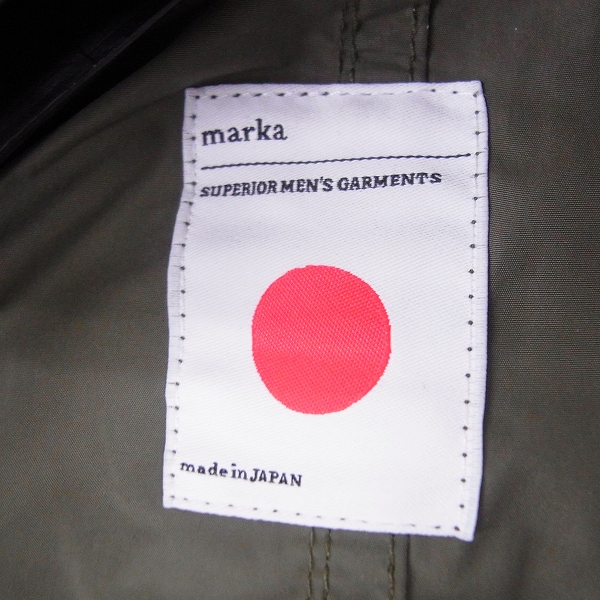 marka
SUPERIOR MEN'S GARMENTS
made in JAPAN